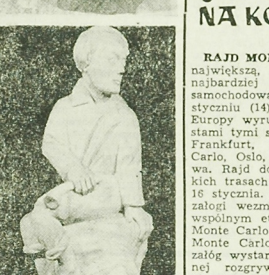 NA KO
RAJD MO
największą,
najbardziej
samochodowa
styczniu (14)
Europy wyru
stami tymi s
Frankfurt,
Carlo, Oslo,
wa. Rajd do
kich trasach
16 stycznia.
załogi wezm
wspólnym et
Monte Carlo
Monte Carlo
załóg wystar
nej rozgryw